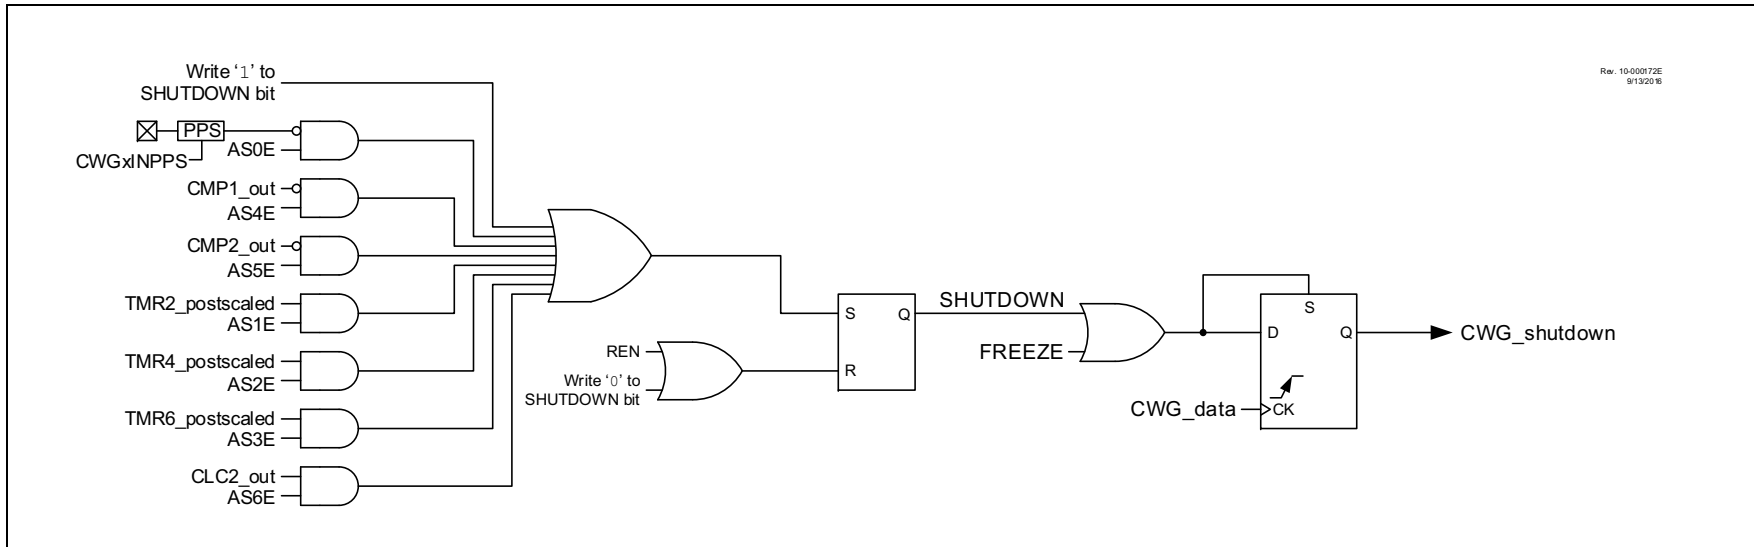 Write ‘1’ to
SHUTDOWN bit
Rev. 10-000172E
9/13/2016
PPS
CWGxINPPS
AS0E
CMP1_out
AS4E
CMP2_out
AS5E
TMR2_postscaled
AS1E
TMR4_postscaled
AS2E
TMR6_postscaled
AS3E
CLC2_out
AS6E
REN
Write ‘0’ to
SHUTDOWN bit
S
Q
R
SHUTDOWN
FREEZE
S
D
Q
CWG_data
CK
CWG_shutdown